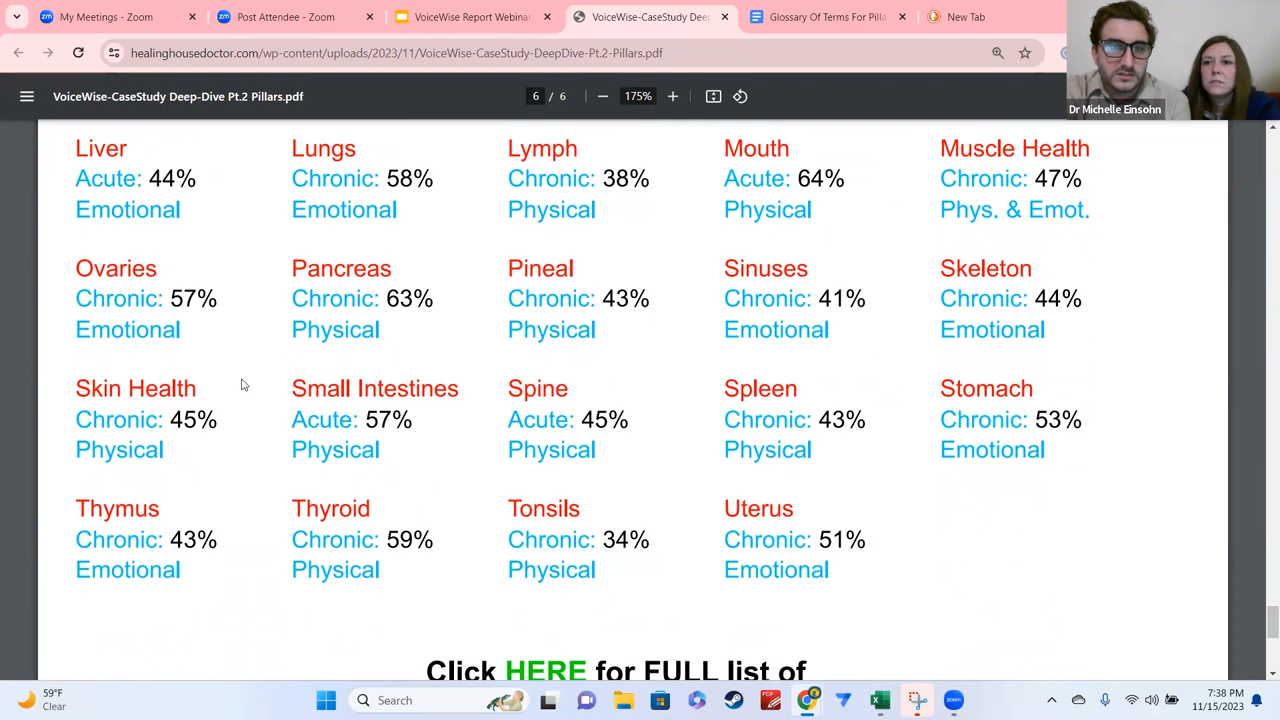 My Meetings - Zoom
Post Attendee - Zoom
VoiceWise Report Webinar
VoiceWise-CaseStudy Dee
Glossary Of Terms For Pilla
New Tab
healinghousedoctor.com/wp-content/uploads/2023/11/VoiceWise-CaseStudy-DeepDive-Pt.2-Pillars.pdf
Dr Michelle Einsohn
VoiceWise-CaseStudy Deep-Dive Pt.2 Pillars.pdf
6 / 6
175%
Liver Lungs Lymph Mouth Muscle Health
Acute: 44% Chronic: 58% Chronic: 38% Acute: 64% Chronic: 47%
Emotional Emotional Physical Physical Phys. & Emot.
Ovaries Pancreas Pineal Sinuses Skeleton
Chronic: 57% Chronic: 63% Chronic: 43% Chronic: 41% Chronic: 44%
Emotional Physical Physical Emotional Emotional
Skin Health Small Intestines Spine Spleen Stomach
Chronic: 45% Acute: 57% Acute: 45% Chronic: 43% Chronic: 53%
Physical Physical Physical Physical Emotional
Thymus Thyroid Tonsils Uterus
Chronic: 43% Chronic: 59% Chronic: 34% Chronic: 51%
Emotional Physical Physical Emotional
Click HERE for FULL list of
59°F
Clear
Search
7:38 PM
11/15/2023